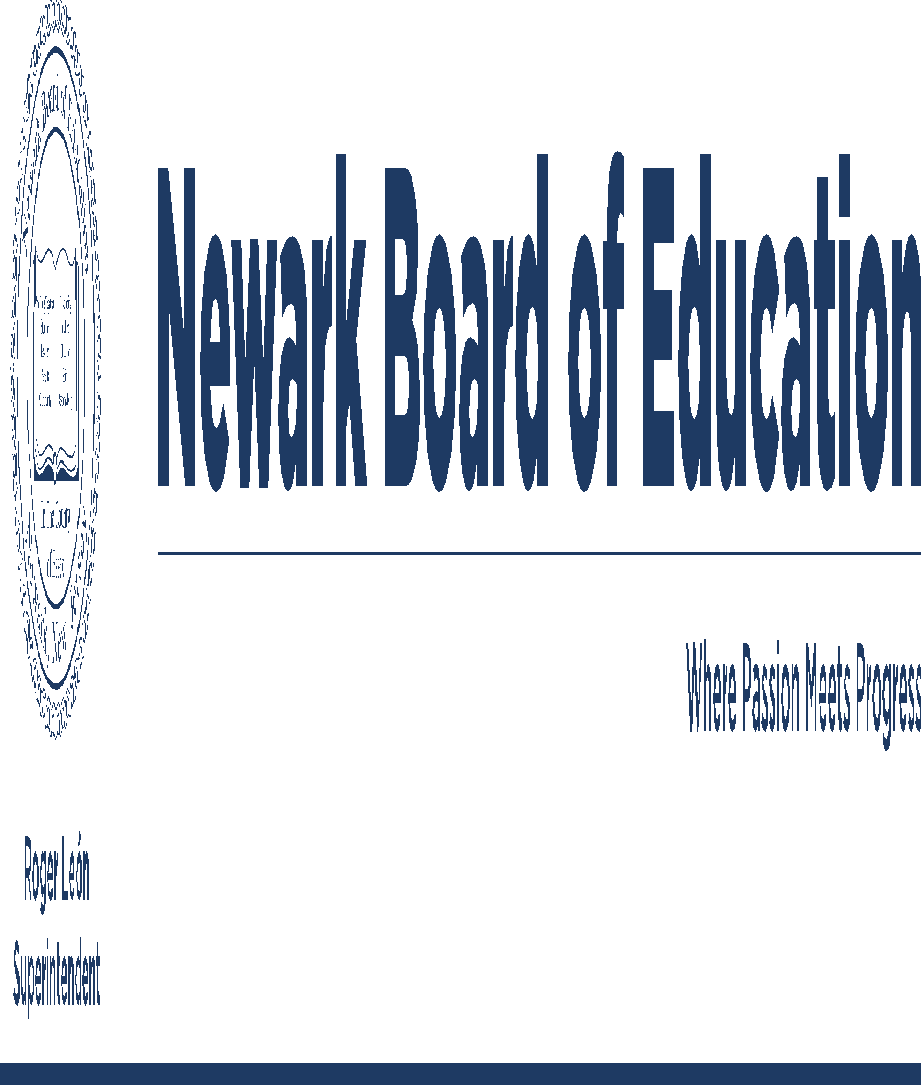 Newark Board of Education
Where Passion Meets Progress
Roger León
Superintendent